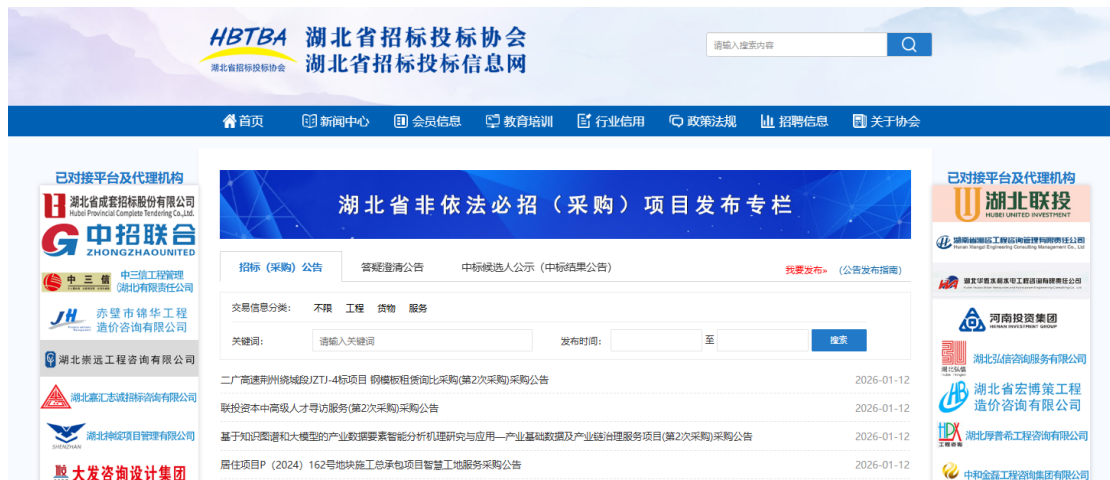 HBTBA
湖北省招标投标协会
湖北省招标投标协会
湖北省招标投标信息网
请输入搜索内容
首页 新闻中心 会员信息 教育培训 行业信用 政策法规 招聘信息 关于协会
已对接平台及代理机构
湖北省成套招标股份有限公司
Hubei Provincial Complete Tendering Co.,Ltd.
中招联合
ZHONGZHAOUNITED
中三信
中三信工程管理
(湖北)有限责任公司
JH
赤壁市锦华工程
造价咨询有限公司
湖北崇远工程咨询有限公司
湖北嘉汇志诚招标咨询有限公司
SHENZHAN
湖北神绽项目管理有限公司
大发咨询设计集团
湖北省非依法必招（采购）项目发布专栏
招标（采购）公告 答疑澄清公告 中标候选人公示（中标结果公告）
我要发布» （公告发布指南）
交易信息分类： 不限 工程 货物 服务
关键词： 请输入关键词 发布时间： 至 搜索
二广高速荆州绕城段JZTJ-4标项目 钢模板租赁询比采购(第2次采购)采购公告 2026-01-12
联投资本中高级人才寻访服务(第2次采购)采购公告 2026-01-12
基于知识图谱和大模型的产业数据要素智能分析机理研究与应用—产业基础数据及产业链治理服务项目(第2次采购)采购公告 2026-01-12
居住项目P（2024）162号地块施工总承包项目智慧工地服务采购公告 2026-01-12
已对接平台及代理机构
湖北联投
HUBEI UNITED INVESTMENT
河南投资集团
HENAN INVESTMENT GROUP
湖北弘信
湖北弘信咨询服务有限公司
HB
湖北省宏博策工程
造价咨询有限公司
工程咨询
湖北厚普希工程咨询有限公司
中和金磊工程咨询集团有限公司